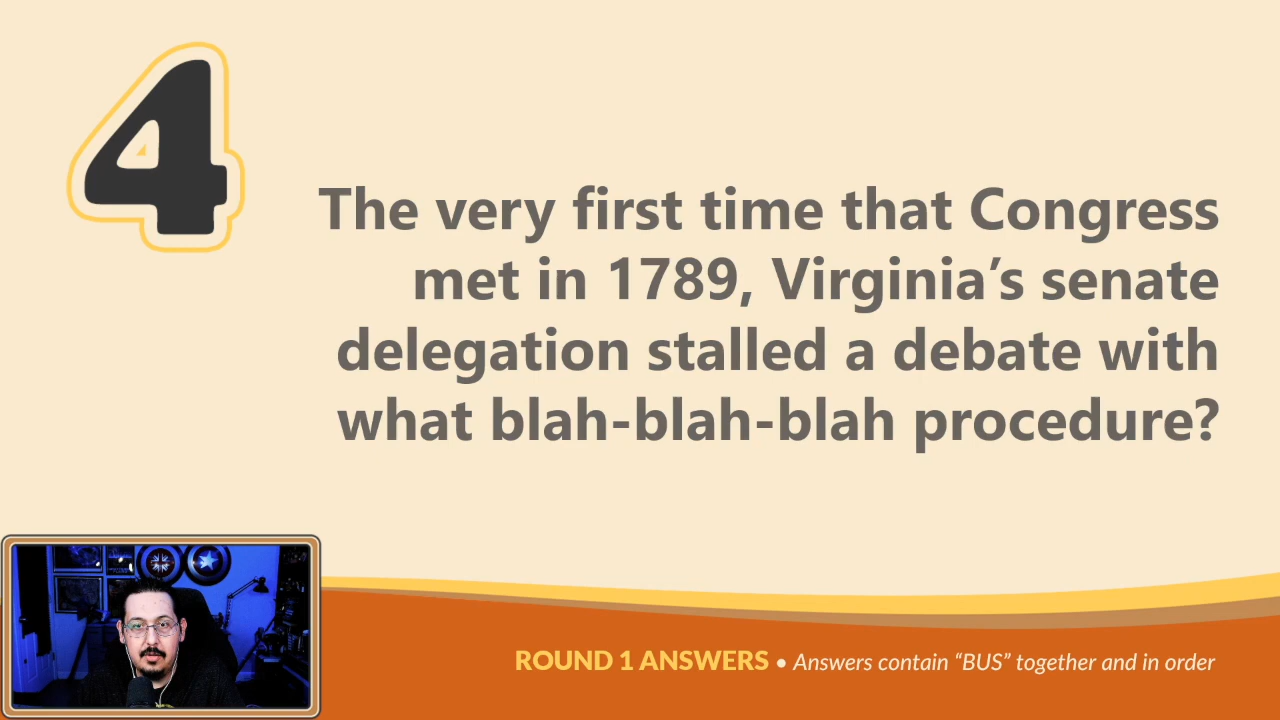 4
The very first time that Congress
met in 1789, Virginia’s senate
delegation stalled a debate with
what blah-blah-blah procedure?
ROUND 1 ANSWERS • Answers contain “BUS” together and in order